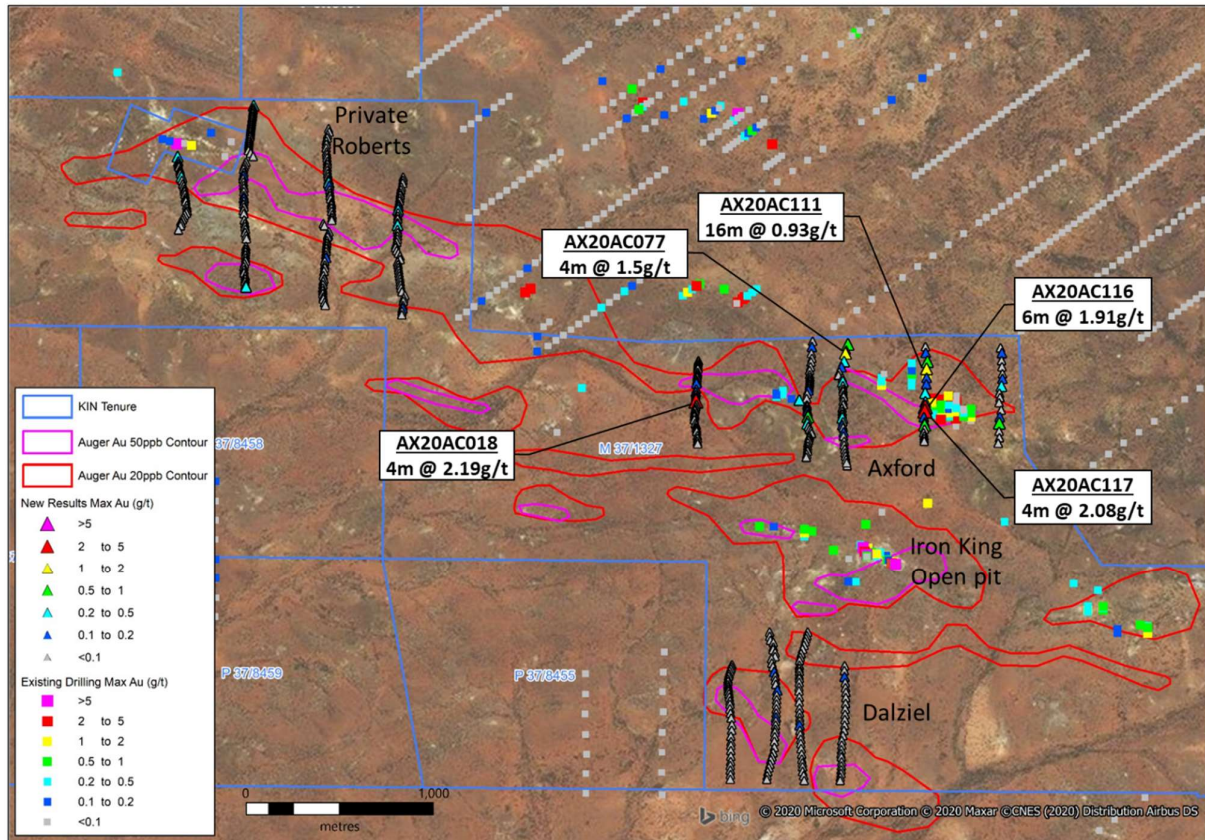 Private
Roberts
AX20AC111
16m @ 0.93g/t
AX20AC077
4m @ 1.5g/t
AX20AC116
6m @ 1.91g/t
AX20AC018
4m @ 2.19g/t
M 37/1327
Axford
AX20AC117
4m @ 2.08g/t
Iron King
Open pit
37/8458
P 37/8459
P 37/8455
Dalziel
KIN Tenure
Auger Au 50ppb Contour
Auger Au 20ppb Contour
New Results Max Au (g/t)
>5
2 to 5
1 to 2
0.5 to 1
0.2 to 0.5
0.1 to 0.2
<0.1
Existing Drilling Max Au (g/t)
>5
2 to 5
1 to 2
0.5 to 1
0.2 to 0.5
0.1 to 0.2
<0.1
0 1,000
metres
bing © 2020 Microsoft Corporation © 2020 Maxar ©CNES (2020) Distribution Airbus DS